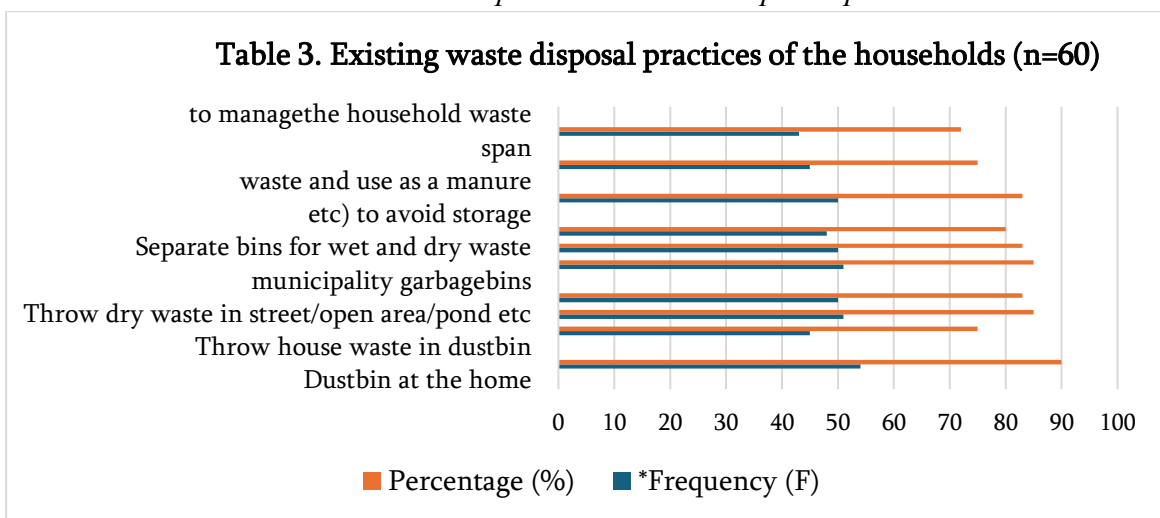 Table 3. Existing waste disposal practices of the households (n=60)
to managethe household waste
span
waste and use as a manure
etc) to avoid storage
Separate bins for wet and dry waste
municipality garbagebins
Throw dry waste in street/open area/pond etc
Throw house waste in dustbin
Dustbin at the home
0 10 20 30 40 50 60 70 80 90 100
Percentage (%) *Frequency (F)